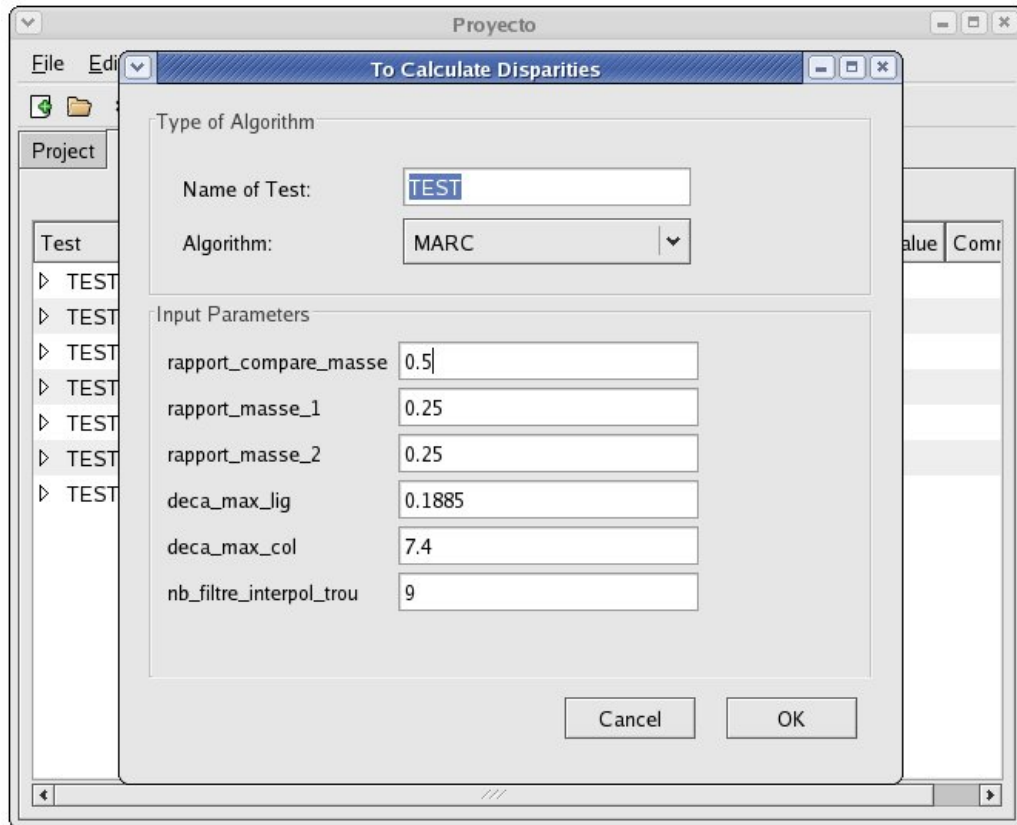 Proyecto
File Edi
To Calculate Disparities
Project
Type of Algorithm
Name of Test: TEST
Algorithm: MARC
Test alue Comr
TEST
TEST
TEST
TEST
TEST
TEST
TEST
Input Parameters
rapport_compare_masse 0.5
rapport_masse_1 0.25
rapport_masse_2 0.25
deca_max_lig 0.1885
deca_max_col 7.4
nb_filtre_interpol_trou 9
Cancel OK